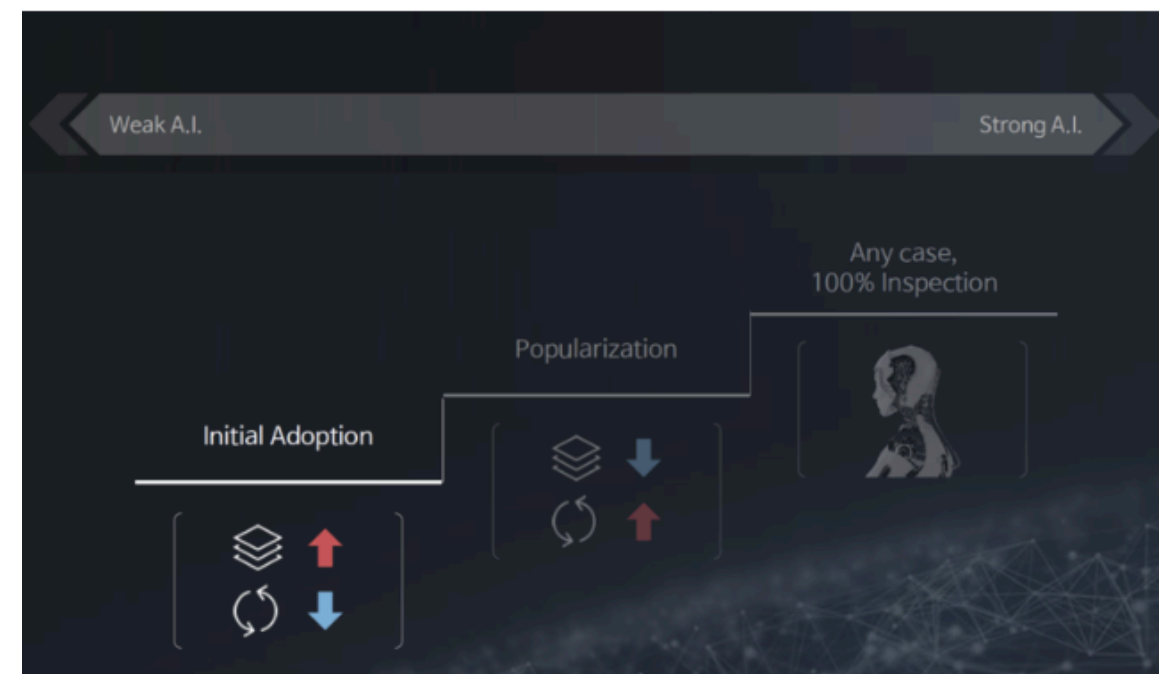 Weak A.I.
Strong A.I.
Any case,
100% Inspection
Popularization
Initial Adoption